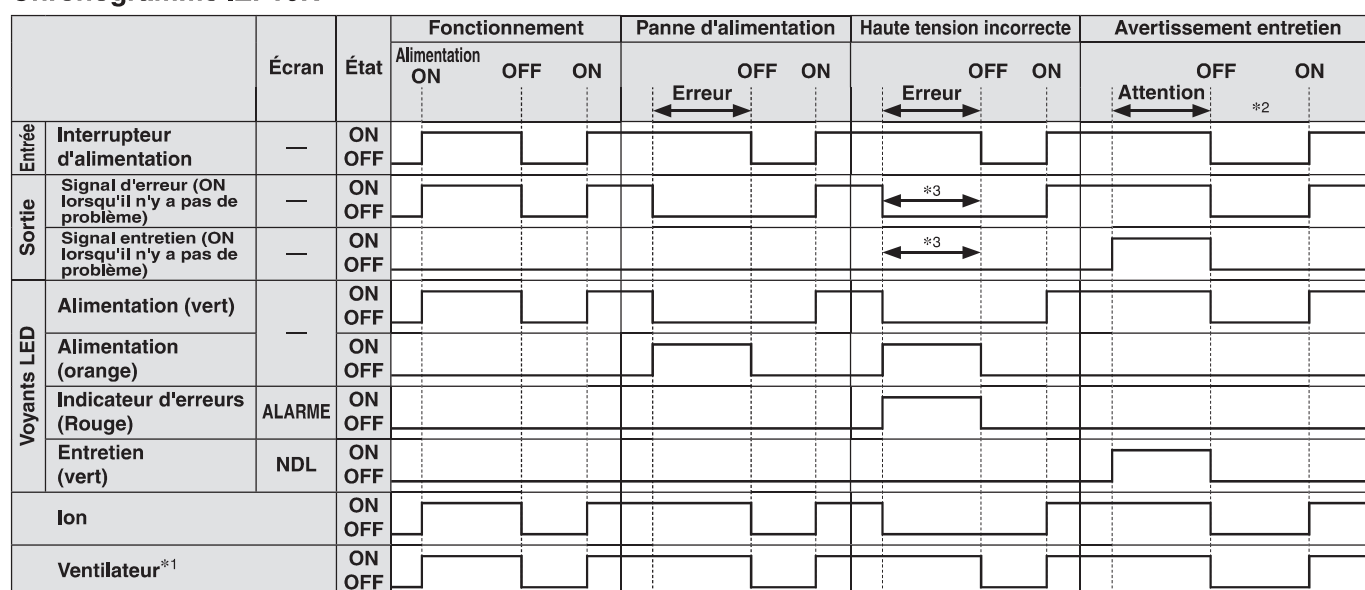 Fonctionnement Panne d'alimentation Haute tension incorrecte Avertissement entretien
Écran État Alimentation ON OFF ON OFF ON OFF ON OFF ON
Erreur Erreur Attention *2
Entrée
Interrupteur d'alimentation — ON OFF
Sortie
Signal d'erreur (ON lorsqu'il n'y a pas de problème) — ON OFF *3
Signal entretien (ON lorsqu'il n'y a pas de problème) — ON OFF *3
Voyants LED
Alimentation (vert) — ON OFF
Alimentation (orange) ON OFF
Indicateur d'erreurs (Rouge) ALARME ON OFF
Entretien (vert) NDL ON OFF
Ion ON OFF
Ventilateur*1 ON OFF